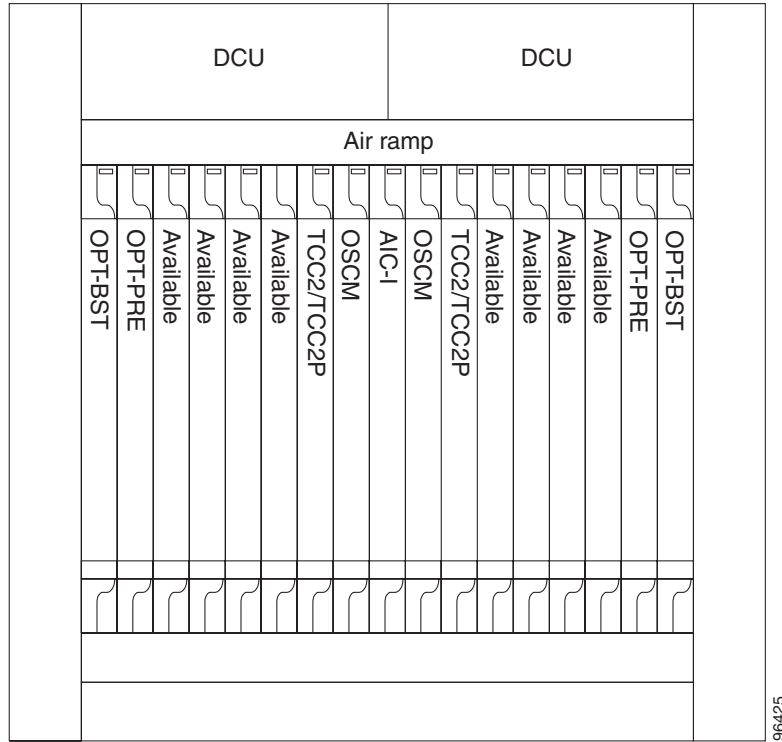 DCU
DCU
Air ramp
OPT-BST
OPT-PRE
Available
Available
Available
Available
TCC2/TCC2P
OSCM
AIC-I
OSCM
TCC2/TCC2P
Available
Available
Available
Available
OPT-PRE
OPT-BST
96425